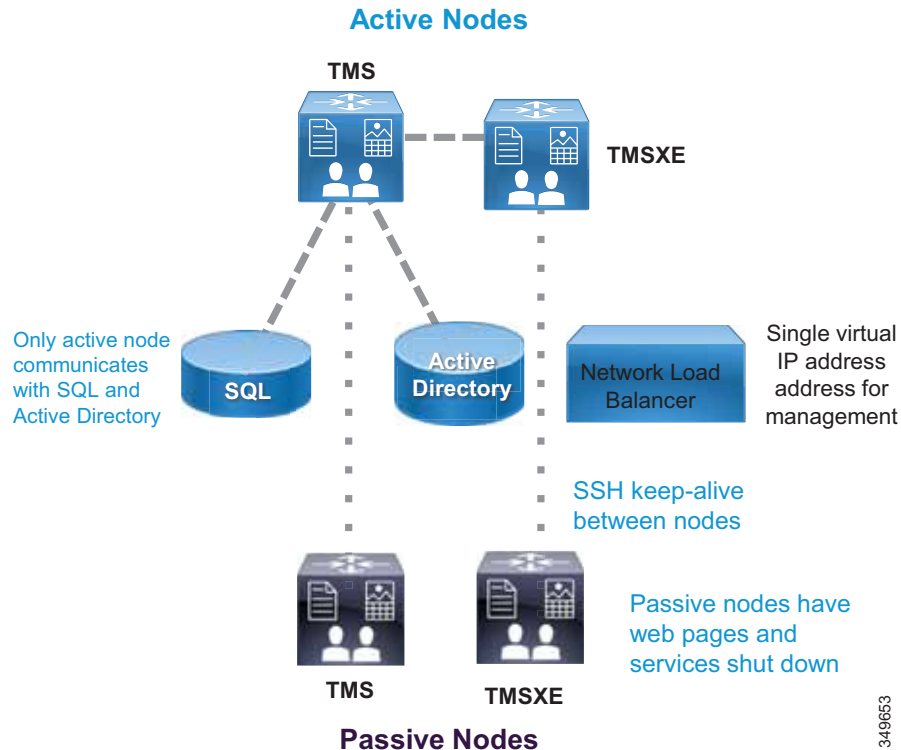 Active Nodes
TMS
TMSXE
Only active node
communicates
with SQL and
Active Directory
SQL
Active
Directory
Network Load
Balancer
Single virtual
IP address
address for
management
SSH keep-alive
between nodes
Passive nodes have
web pages and
services shut down
TMS
TMSXE
Passive Nodes
349653